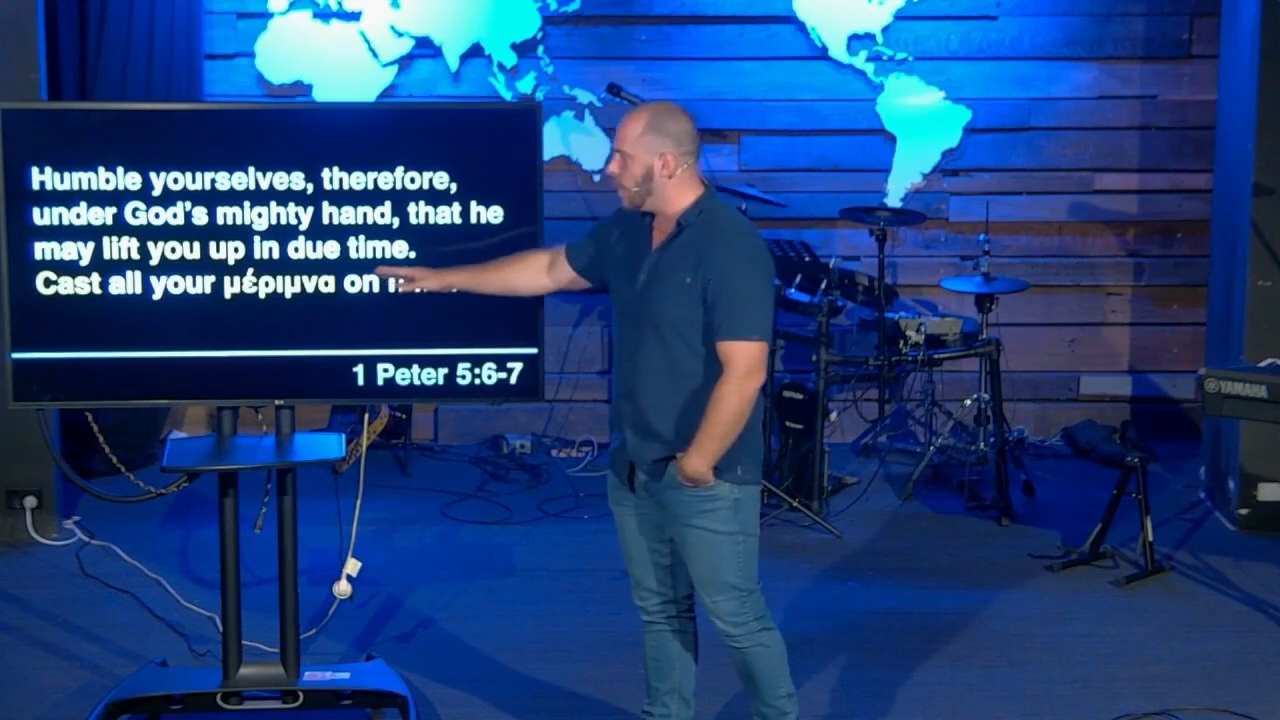 Humble yourselves, therefore,
under God's mighty hand, that he
may lift you up in due time.
Cast all your μέριμνα on
1 Peter 5:6-7
YAMAHA